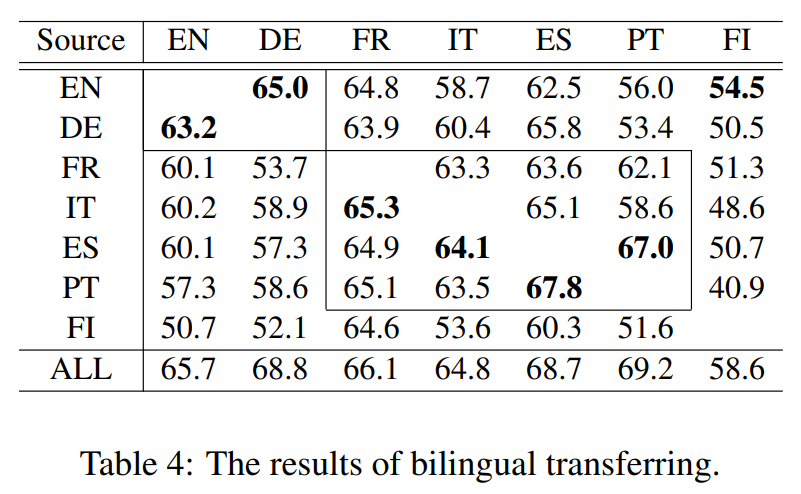 Source EN DE FR IT ES PT FI
EN 65.0 64.8 58.7 62.5 56.0 54.5
DE 63.2 63.9 60.4 65.8 53.4 50.5
FR 60.1 53.7 63.3 63.6 62.1 51.3
IT 60.2 58.9 65.3 65.1 58.6 48.6
ES 60.1 57.3 64.9 64.1 67.0 50.7
PT 57.3 58.6 65.1 63.5 67.8 40.9
FI 50.7 52.1 64.6 53.6 60.3 51.6
ALL 65.7 68.8 66.1 64.8 68.7 69.2 58.6
Table 4: The results of bilingual transferring.